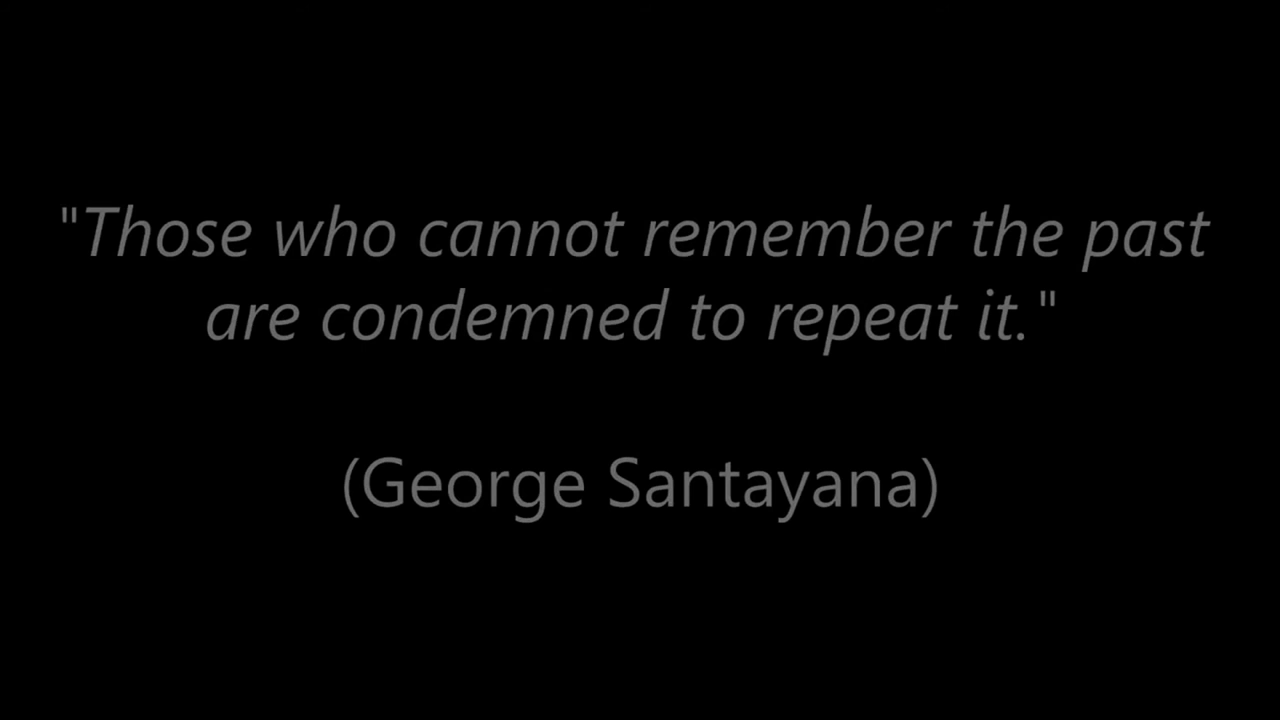 "Those who cannot remember the past
are condemned to repeat it."
(George Santayana)